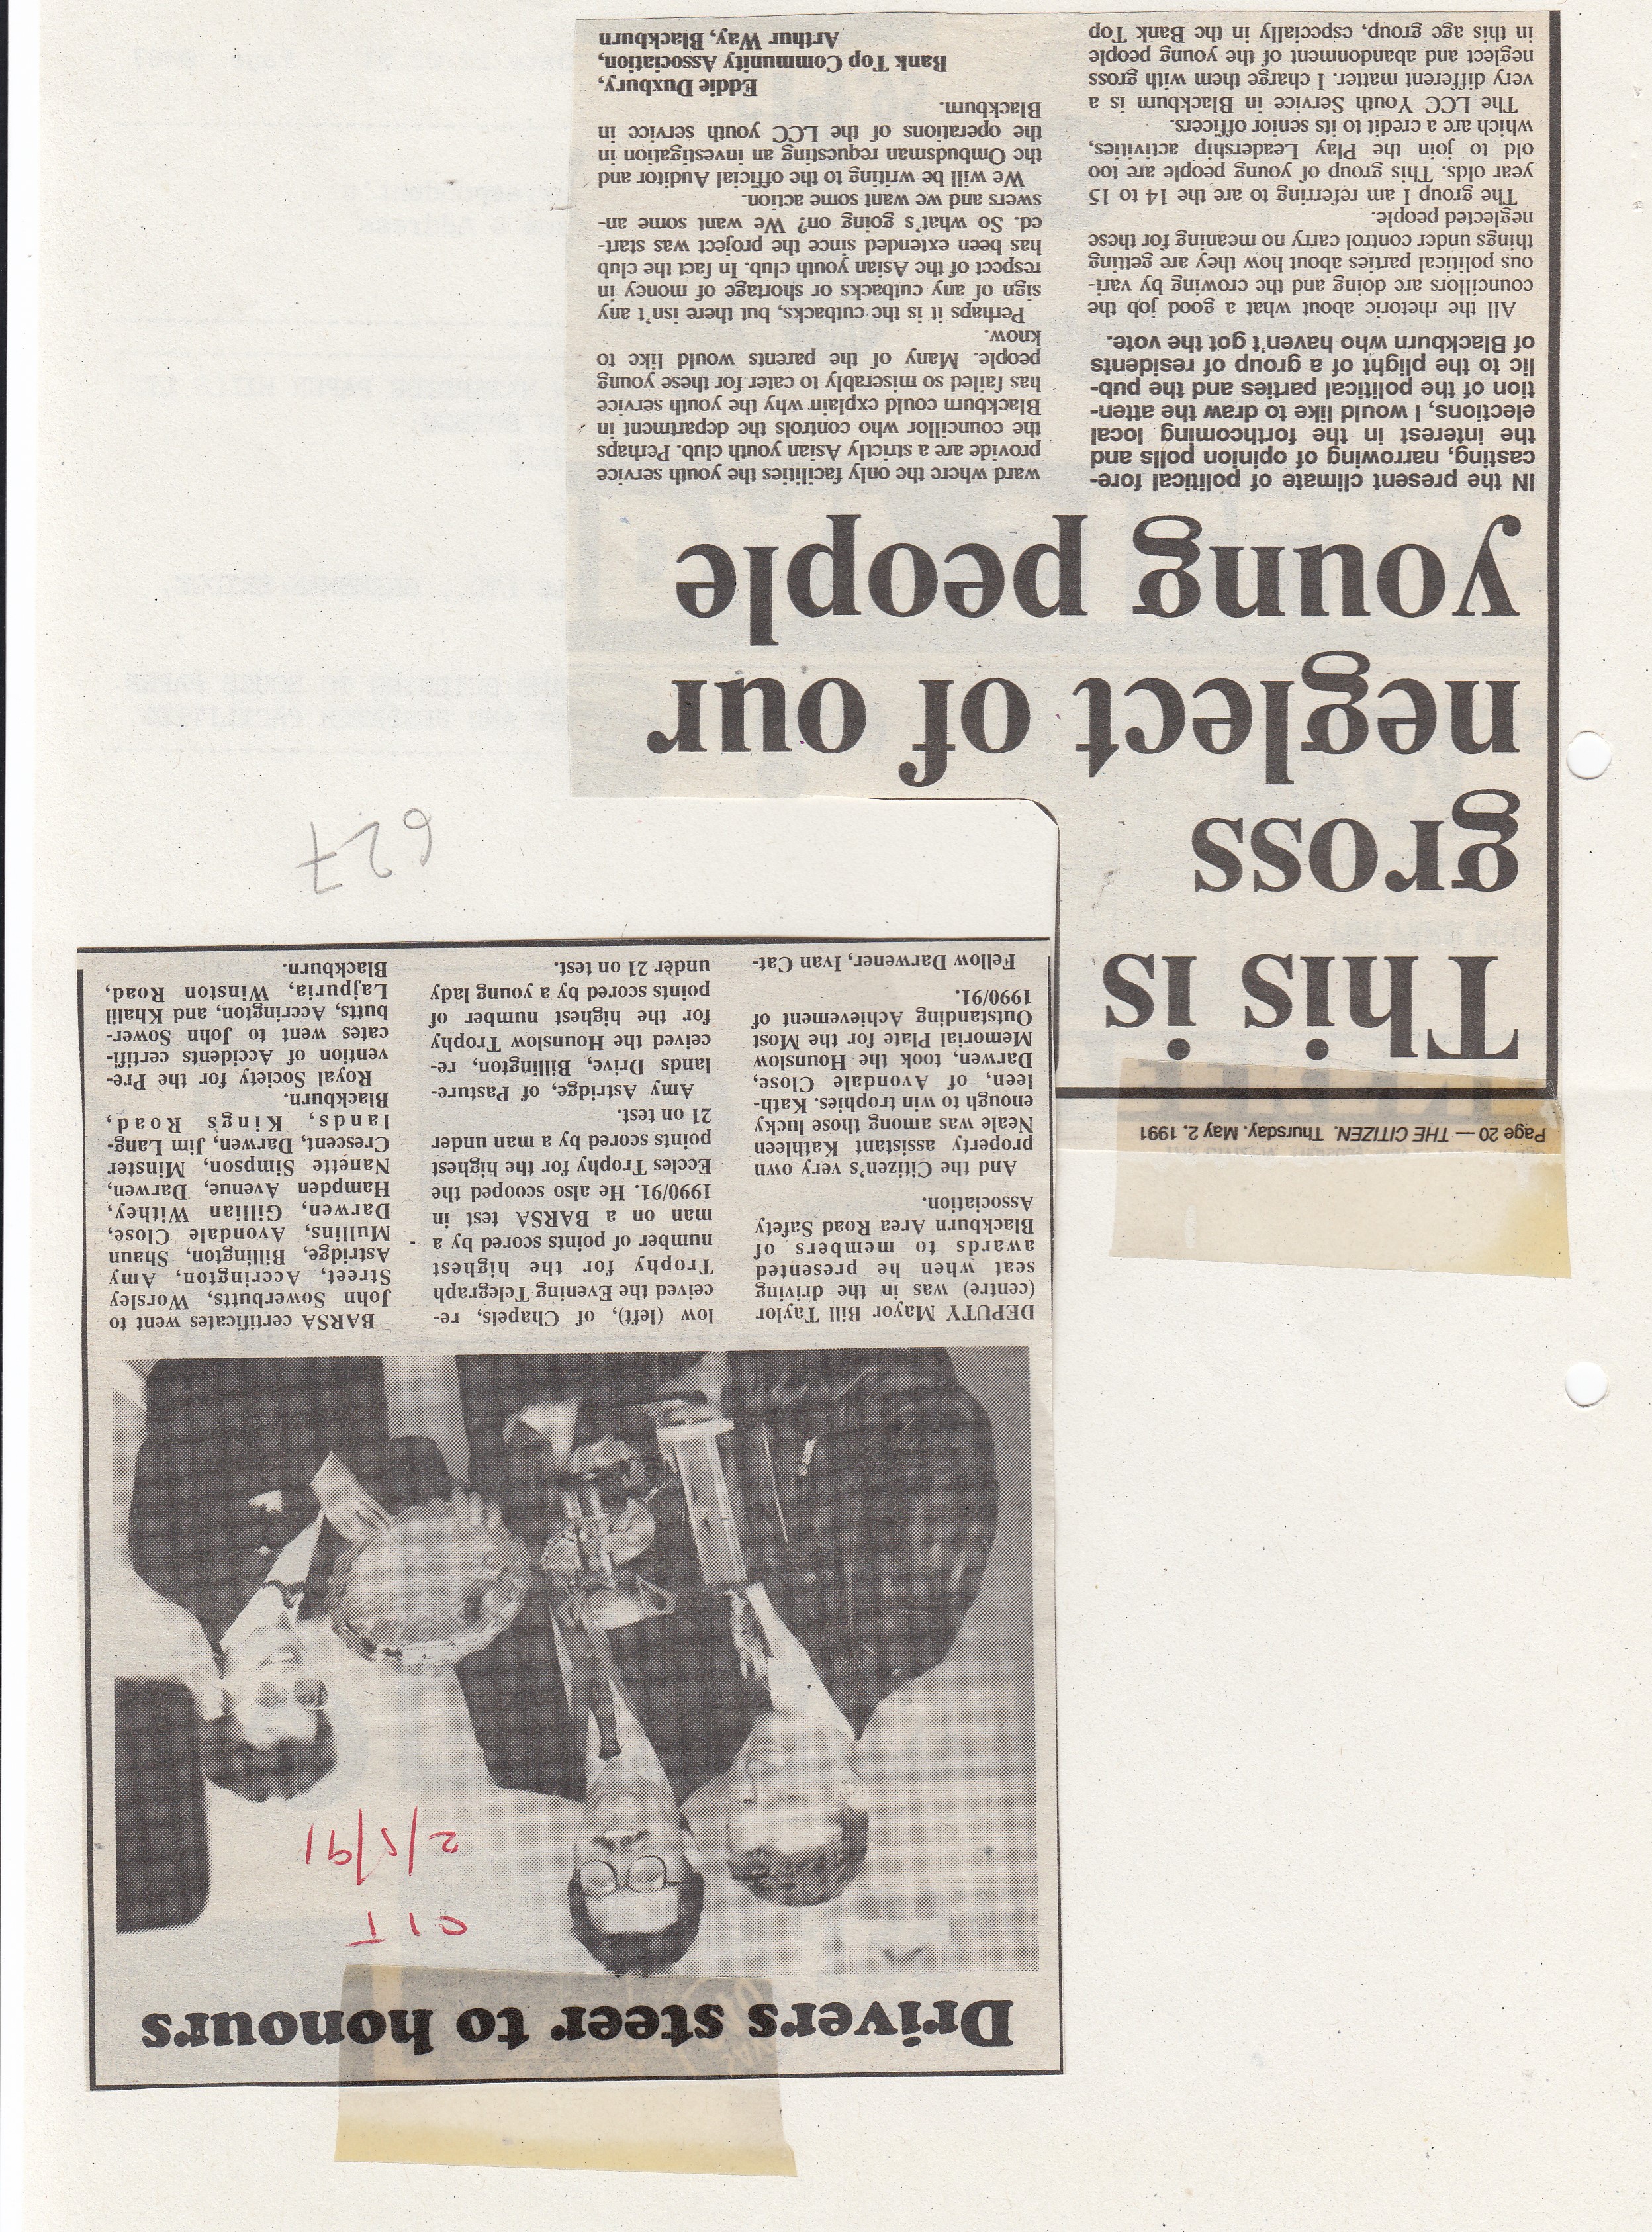 Drivers steer to honours
CIT
2/5/91
DEPUTY Mayor Bill Taylor
(centre) was in the driving
seat when he presented
awards to members of
Blackburn Area Road Safety
Association.
And the Citizen's very own
property assistant Kathleen
Neale was among those lucky
enough to win trophies. Kath-
leen, of Avondale Close,
Darwen, took the Hounslow
Memorial Plate for the Most
Outstanding Achievement of
1990/91.
Fellow Darwener, Ivan Cat-
low (left), of Chapels, re-
ceived the Evening Telegraph
Trophy for the highest
number of points scored by a
man on a BARSA test in
1990/91. He also scooped the
Eccles Trophy for the highest
points scored by a man under
21 on test.
Amy Astridge, of Pasture-
lands Drive, Billington, re-
ceived the Hounslow Trophy
for the highest number of
points scored by a young lady
under 21 on test.
BARSA certificates went to
John Sowerbutts, Worsley
Street, Accrington, Amy
Astridge, Billington, Shaun
Mullins, Avondale Close,
Darwen, Gillian Withey,
Hampden Avenue, Darwen,
Nanette Simpson, Minster
Crescent, Darwen, Jim Lang-
lands, Kings Road,
Blackburn.
Royal Society for the Pre-
vention of Accidents certifi-
cates went to John Sower-
butts, Accrington, and Khalil
Lajpuria, Winston Road,
Blackburn.
627
Page 20 — THE CITIZEN. Thursday. May 2. 1991
This is
gross
neglect of our
young people
IN the present climate of political fore-
casting, narrowing of opinion polls and
the interest in the forthcoming local
elections, I would like to draw the atten-
tion of the political parties and the pub-
lic to the plight of a group of residents
of Blackburn who haven't got the vote.
All the rhetoric about what a good job the
councillors are doing and the crowing by vari-
ous political parties about how they are getting
things under control carry no meaning for these
neglected people.
The group I am referring to are the 14 to 15
year olds. This group of young people are too
old to join the Play Leadership activities,
which are a credit to its senior officers.
The LCC Youth Service in Blackburn is a
very different matter. I charge them with gross
neglect and abandonment of the young people
in this age group, especially in the Bank Top
ward where the only facilities the youth service
provide are a strictly Asian youth club. Perhaps
the councillor who controls the department in
Blackburn could explain why the youth service
has failed so miserably to cater for these young
people. Many of the parents would like to
know.
Perhaps it is the cutbacks, but there isn't any
sign of any cutbacks or shortage of money in
respect of the Asian youth club. In fact the club
has been extended since the project was start-
ed. So what's going on? We want some an-
swers and we want some action.
We will be writing to the official Auditor and
the Ombudsman requesting an investigation in
the operations of the LCC youth service in
Blackburn.
Eddie Duxbury,
Bank Top Community Association,
Arthur Way, Blackburn